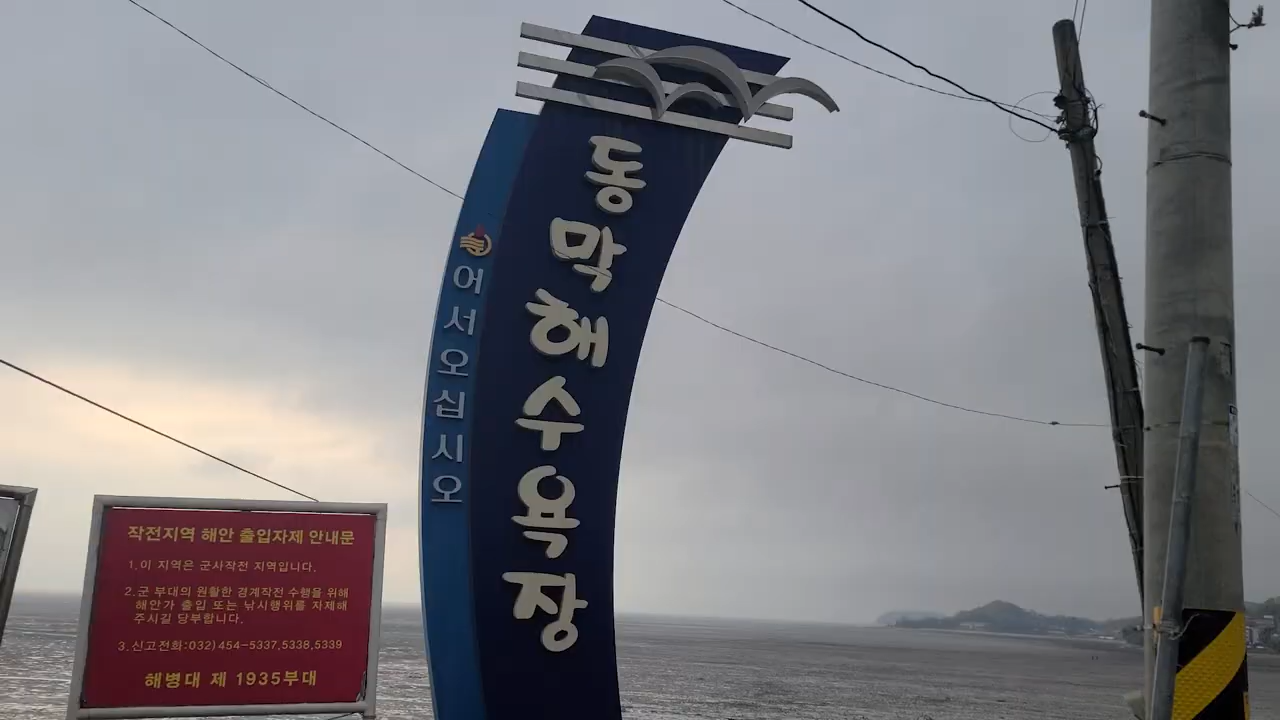 동막해수욕장
어서오십시오
작전지역 해안 출입자제 안내문
1.이 지역은 군사작전 지역입니다.
2.군 부대의 원활한 경계작전 수행을 위해
해안가 출입 또는 낚시행위를 자제해
주시길 당부합니다.
3.신고전화:032)454-5337,5338,5339
해병대 제 1935부대